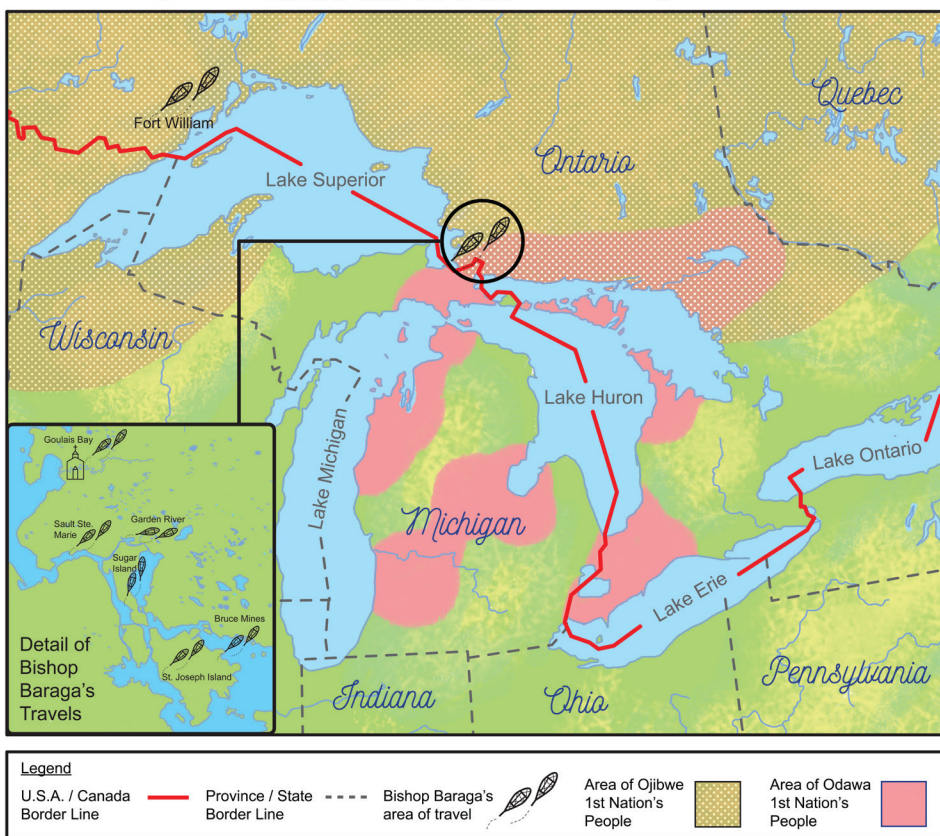 Fort William
Quebec
Ontario
Lake Superior
Wisconsin
Lake Michigan
Lake Huron
Lake Ontario
Michigan
Lake Erie
Pennsylvania
Indiana
Ohio
Goulais Bay
Sault Ste.
Marie
Garden River
Sugar
Island
Bruce Mines
St. Joseph Island
Detail of
Bishop
Baraga's
Travels
Legend
U.S.A. / Canada
Border Line
Province / State
Border Line
Bishop Baraga's
area of travel
Area of Ojibwe
1st Nation's
People
Area of Odawa
1st Nation's
People